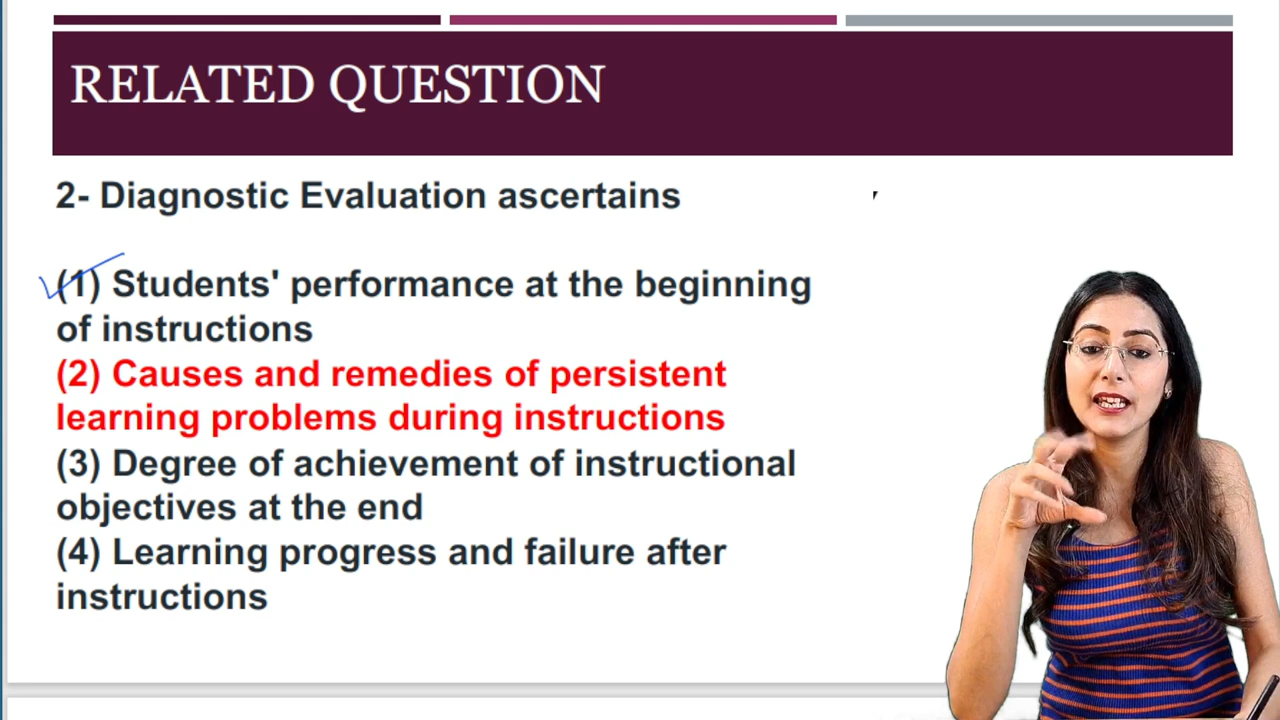 RELATED QUESTION
2- Diagnostic Evaluation ascertains
(1) Students' performance at the beginning
of instructions
(2) Causes and remedies of persistent
learning problems during instructions
(3) Degree of achievement of instructional
objectives at the end
(4) Learning progress and failure after
instructions